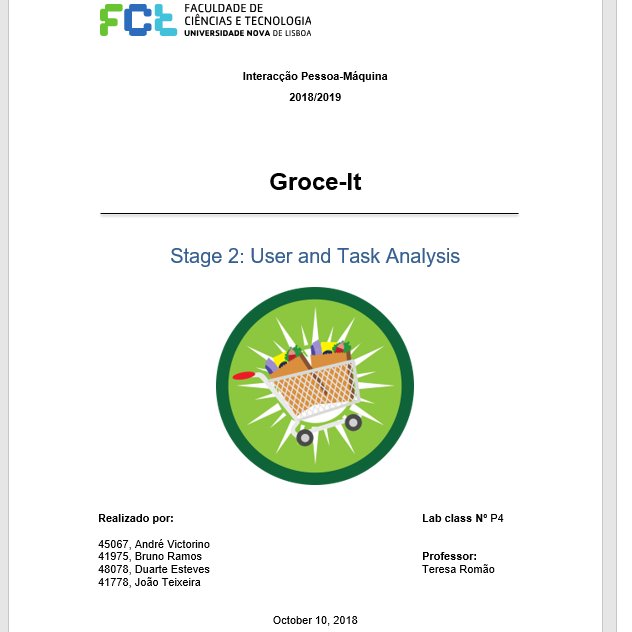 FCt
FACULDADE DE
CIÊNCIAS E TECNOLOGIA
UNIVERSIDADE NOVA DE LISBOA
Interacção Pessoa-Máquina
2018/2019
Groce-It
Stage 2: User and Task Analysis
Realizado por:
Lab class Nº P4
45067, André Victorino
41975, Bruno Ramos
Professor:
48078, Duarte Esteves
Teresa Romão
41778, João Teixeira
October 10, 2018